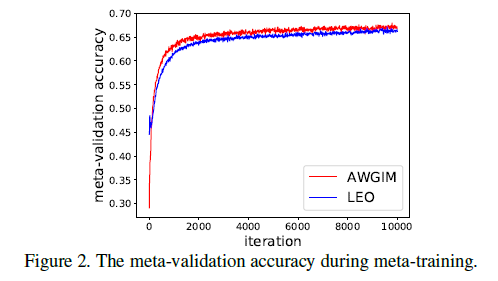 0.70
0.65
0.60
0.55
0.50
0.45
0.40
0.35
0.30
meta-validation accuracy
AWGIM
LEO
0 2000 4000 6000 8000 10000
iteration
Figure 2. The meta-validation accuracy during meta-training.